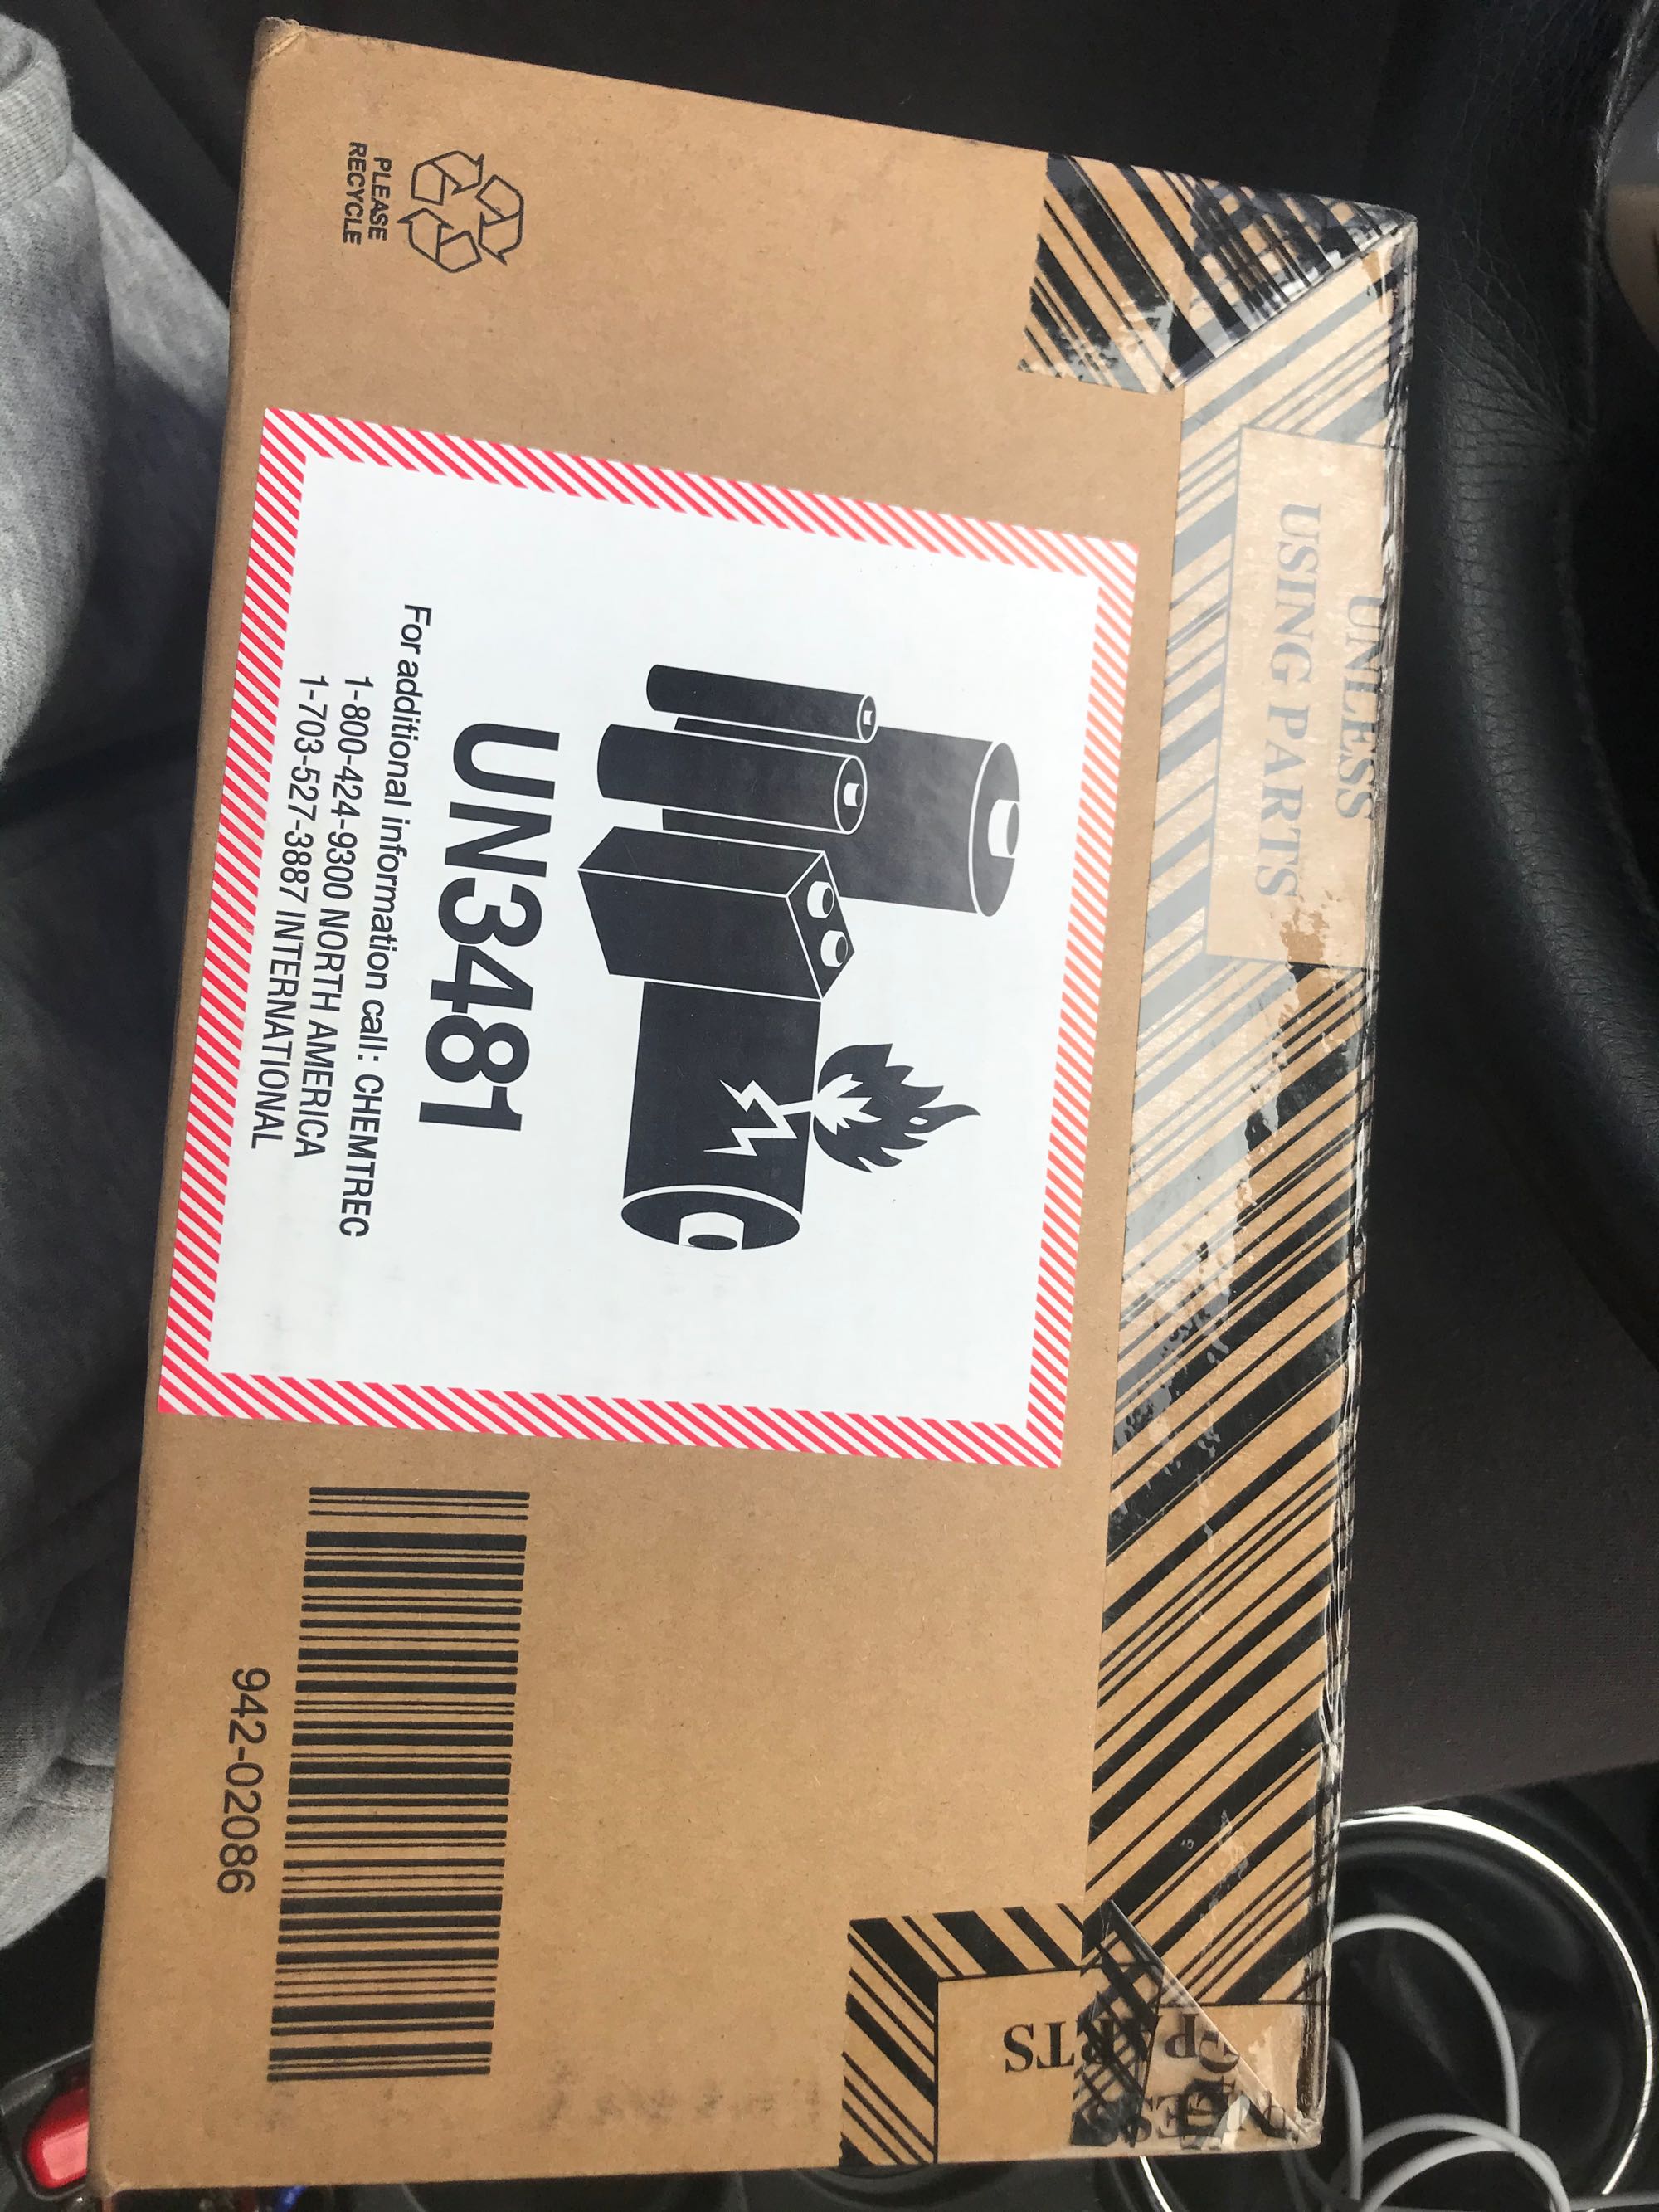 UNLESS
USING PARTS
PLEASE
RECYCLE
UN3481
For additional information call: CHEMTREC
1-800-424-9300 NORTH AMERICA
1-703-527-3887 INTERNATIONAL
942-02086
PARTS